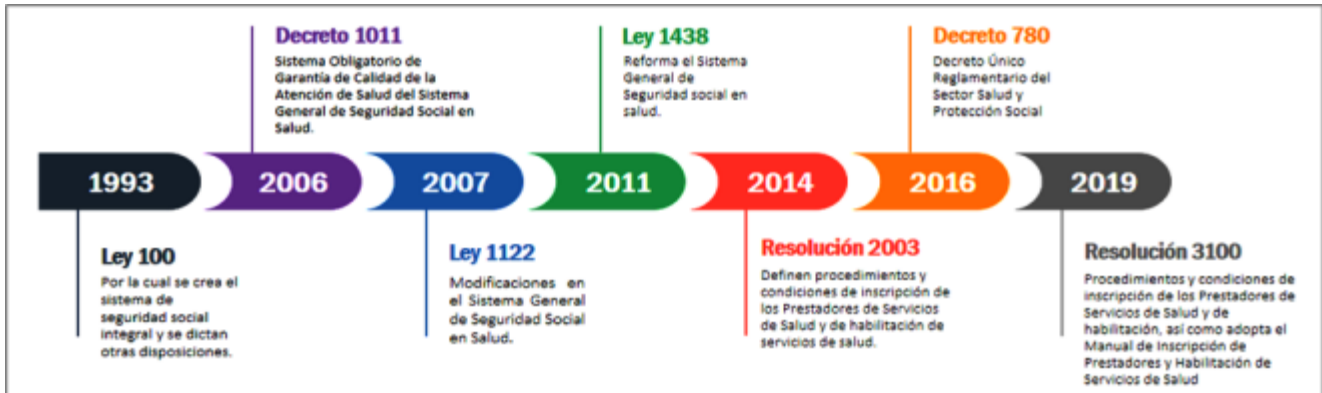 Decreto 1011
Sistema Obligatorio de
Garantía de Calidad de la
Atención de Salud del Sistema
General de Seguridad Social en
Salud.
Ley 1438
Reforma el Sistema
General de
Seguridad social en
salud.
Decreto 780
Decreto Único
Reglamentario del
Sector Salud y
Protección Social
1993
2006
2007
2011
2014
2016
2019
Ley 100
Por la cual se crea el
sistema de
seguridad social
integral y se dictan
otras disposiciones.
Ley 1122
Modificaciones en
el Sistema General
de Seguridad Social
en Salud.
Resolución 2003
Definen procedimientos y
condiciones de inscripción de
los Prestadores de Servicios
de Salud y de habilitación de
servicios de salud.
Resolución 3100
Procedimientos y condiciones de
inscripción de los Prestadores de
Servicios de Salud y de
habilitación, así como adopta el
Manual de Inscripción de
Prestadores y Habilitación de
Servicios de Salud